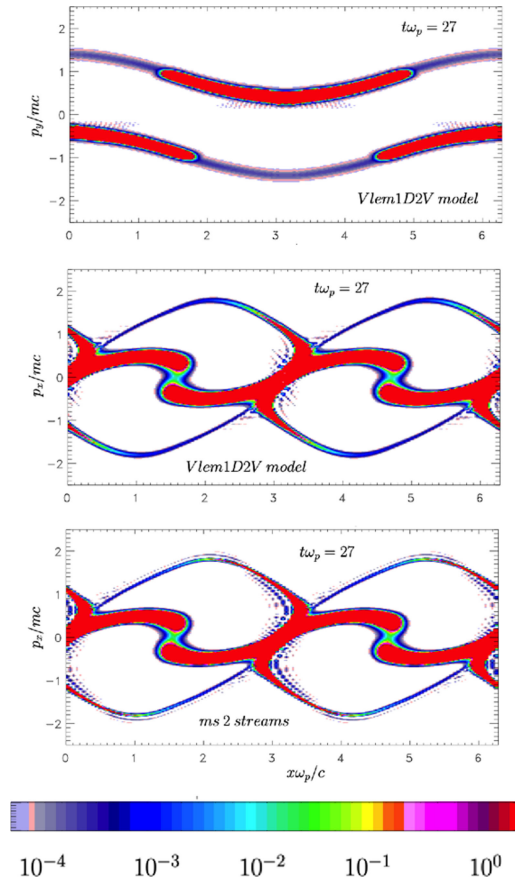 tω_p = 27
2
1
0
-1
-2
p_y/mc
Vlem1D2V model
0 1 2 3 4 5 6
tω_p = 27
2
1
0
-1
-2
p_x/mc
Vlem1D2V model
0 1 2 3 4 5 6
tω_p = 27
2
1
0
-1
-2
p_x/mc
ms 2 streams
0 1 2 3 4 5 6
xω_p/c
10⁻⁴ 10⁻³ 10⁻² 10⁻¹ 10⁰